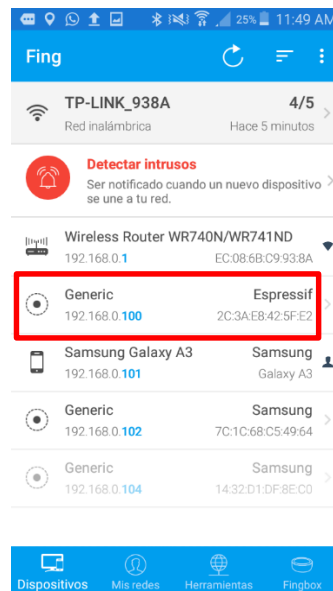 25% 11:49 AM
Fing
TP-LINK_938A 4/5
Red inalámbrica Hace 5 minutos
Detectar intrusos
Ser notificado cuando un nuevo dispositivo
se une a tu red.
Wireless Router WR740N/WR741ND
192.168.0.1 EC:08:6B:C9:93:8A
Generic Espressif
192.168.0.100 2C:3A:E8:42:5F:E2
Samsung Galaxy A3 Samsung
192.168.0.101 Galaxy A3
Generic Samsung
192.168.0.102 7C:1C:68:C5:49:64
Generic Samsung
192.168.0.104 14:32:D1:DF:8E:C0
Dispositivos Mis redes Herramientas Fingbox